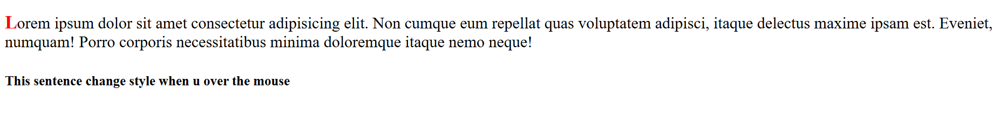 Lorem ipsum dolor sit amet consectetur adipisicing elit. Non cumque eum repellat quas voluptatem adipisci, itaque delectus maxime ipsam est. Eveniet,
numquam! Porro corporis necessitatibus minima doloremque itaque nemo neque!
This sentence change style when u over the mouse